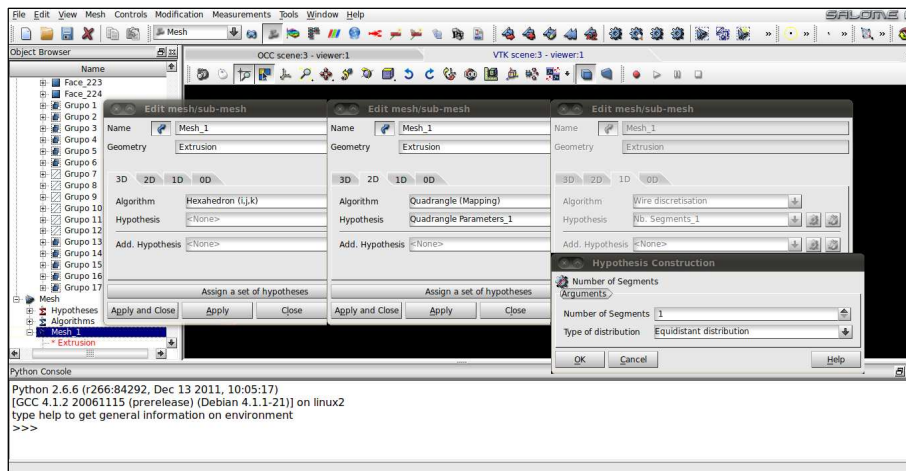 File Edit View Mesh Controls Modification Measurements Tools Window Help
SALOME
Mesh
Object Browser
OCC scene:3 - viewer:1
VTK scene:3 - viewer:1
Name
Face_223
Face_224
Grupo 1
Grupo 2
Grupo 3
Grupo 4
Grupo 5
Grupo 6
Grupo 7
Grupo 8
Grupo 9
Grupo 10
Grupo 11
Grupo 12
Grupo 13
Grupo 14
Grupo 15
Grupo 16
Grupo 17
Mesh
Hypotheses
Algorithms
Mesh_1
* Extrusion
Edit mesh/sub-mesh
Name Mesh_1
Geometry Extrusion
3D 2D 1D 0D
Algorithm Hexahedron (i,j,k)
Hypothesis <None>
Add. Hypothesis <None>
Assign a set of hypotheses
Apply and Close Apply Close
Edit mesh/sub-mesh
Name Mesh_1
Geometry Extrusion
3D 2D 1D 0D
Algorithm Quadrangle (Mapping)
Hypothesis Quadrangle Parameters_1
Add. Hypothesis <None>
Assign a set of hypotheses
Apply and Close Apply Close
Edit mesh/sub-mesh
Name Mesh_1
Geometry Extrusion
3D 2D 1D 0D
Algorithm Wire discretisation
Hypothesis Nb. Segments_1
Add. Hypothesis <None>
Hypothesis Construction
Number of Segments
Arguments
Number of Segments 1
Type of distribution Equidistant distribution
OK Cancel Help
Python Console
Python 2.6.6 (r266:84292, Dec 13 2011, 10:05:17)
[GCC 4.1.2 20061115 (prerelease) (Debian 4.1.1-21)] on linux2
type help to get general information on environment
>>>